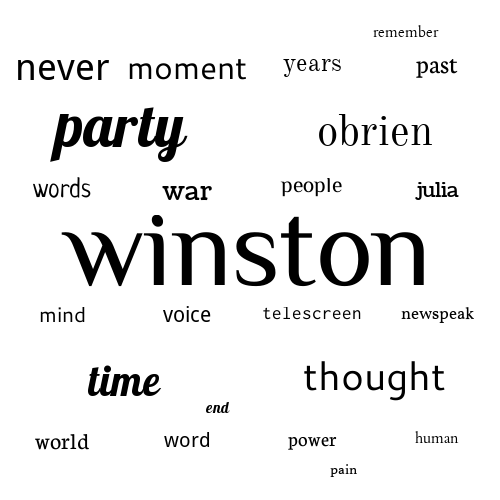 remember
never moment years past
party obrien
words war people julia
winston
mind voice telescreen newspeak
time thought
end
world word power human
pain